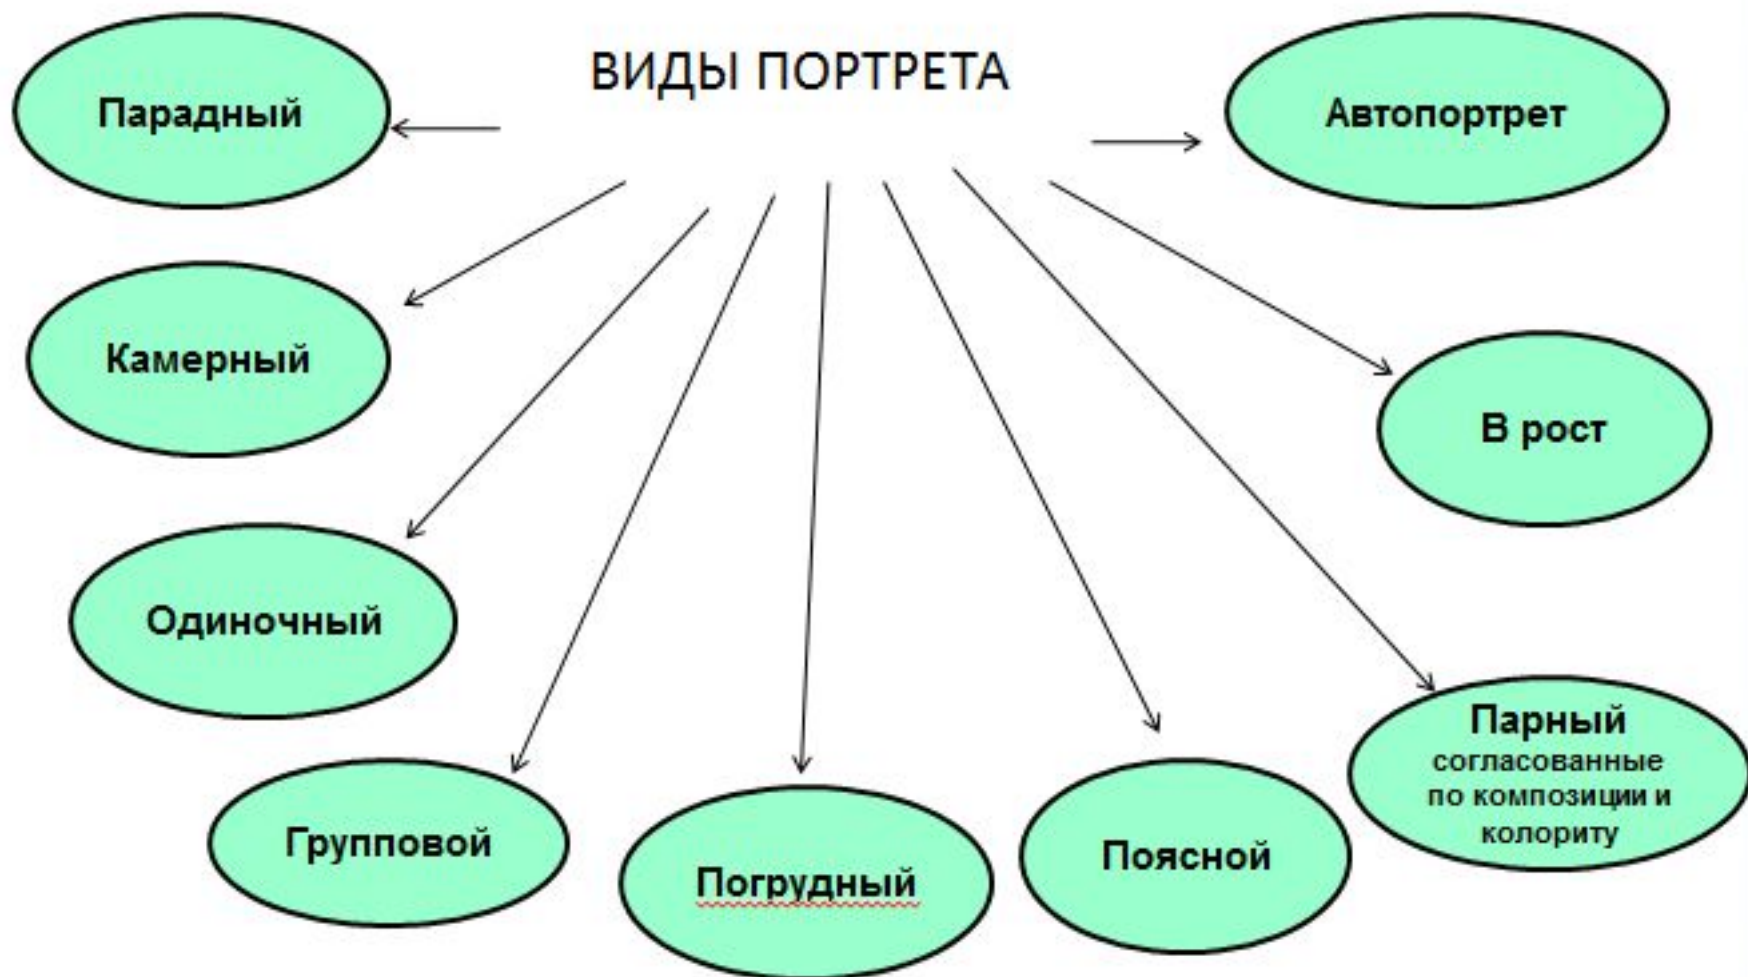 ВИДЫ ПОРТРЕТА
Парадный
Автопортрет
Камерный
В рост
Одиночный
Парный
согласованные
по композиции и
колориту
Групповой
Погрудный
Поясной